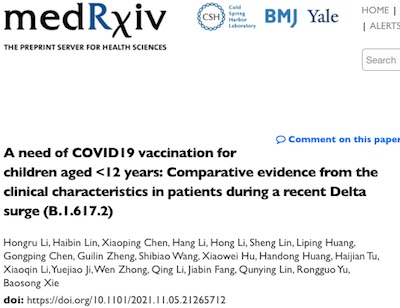 medRxiv
THE PREPRINT SERVER FOR HEALTH SCIENCES
CSH Cold Spring Harbor Laboratory BMJ Yale
HOME |
| ALERTS
Search
Comment on this paper
A need of COVID19 vaccination for
children aged <12 years: Comparative evidence from the
clinical characteristics in patients during a recent Delta
surge (B.1.617.2)
Hongru Li, Haibin Lin, Xiaoping Chen, Hang Li, Hong Li, Sheng Lin, Liping Huang,
Gongping Chen, Guilin Zheng, Shibiao Wang, Xiaowei Hu, Handong Huang, Haijian Tu,
Xiaoqin Li, Yuejiao Ji, Wen Zhong, Qing Li, Jiabin Fang, Qunying Lin, Rongguo Yu,
Baosong Xie
doi: https://doi.org/10.1101/2021.11.05.21265712